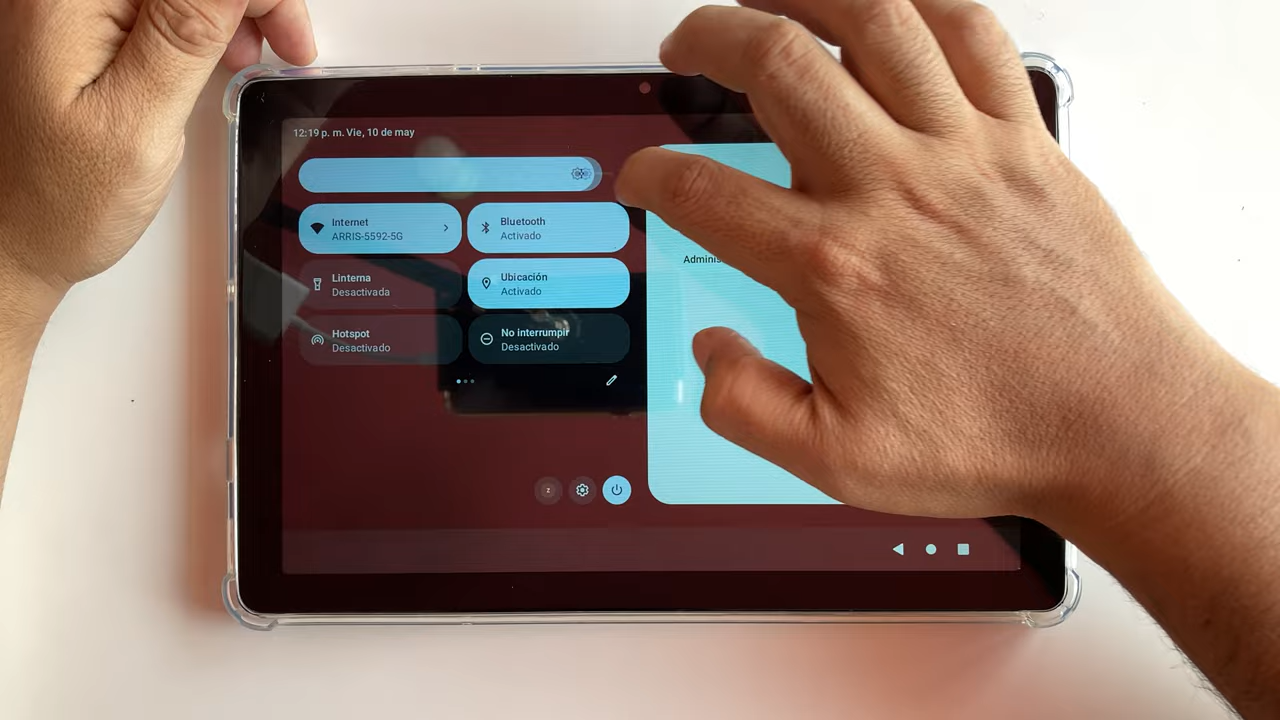 12:19 p. m. Vie, 10 de may
Internet
ARRIS-5592-5G
Bluetooth
Activado
Linterna
Desactivada
Ubicación
Activado
Hotspot
Desactivado
No interrumpir
Desactivado